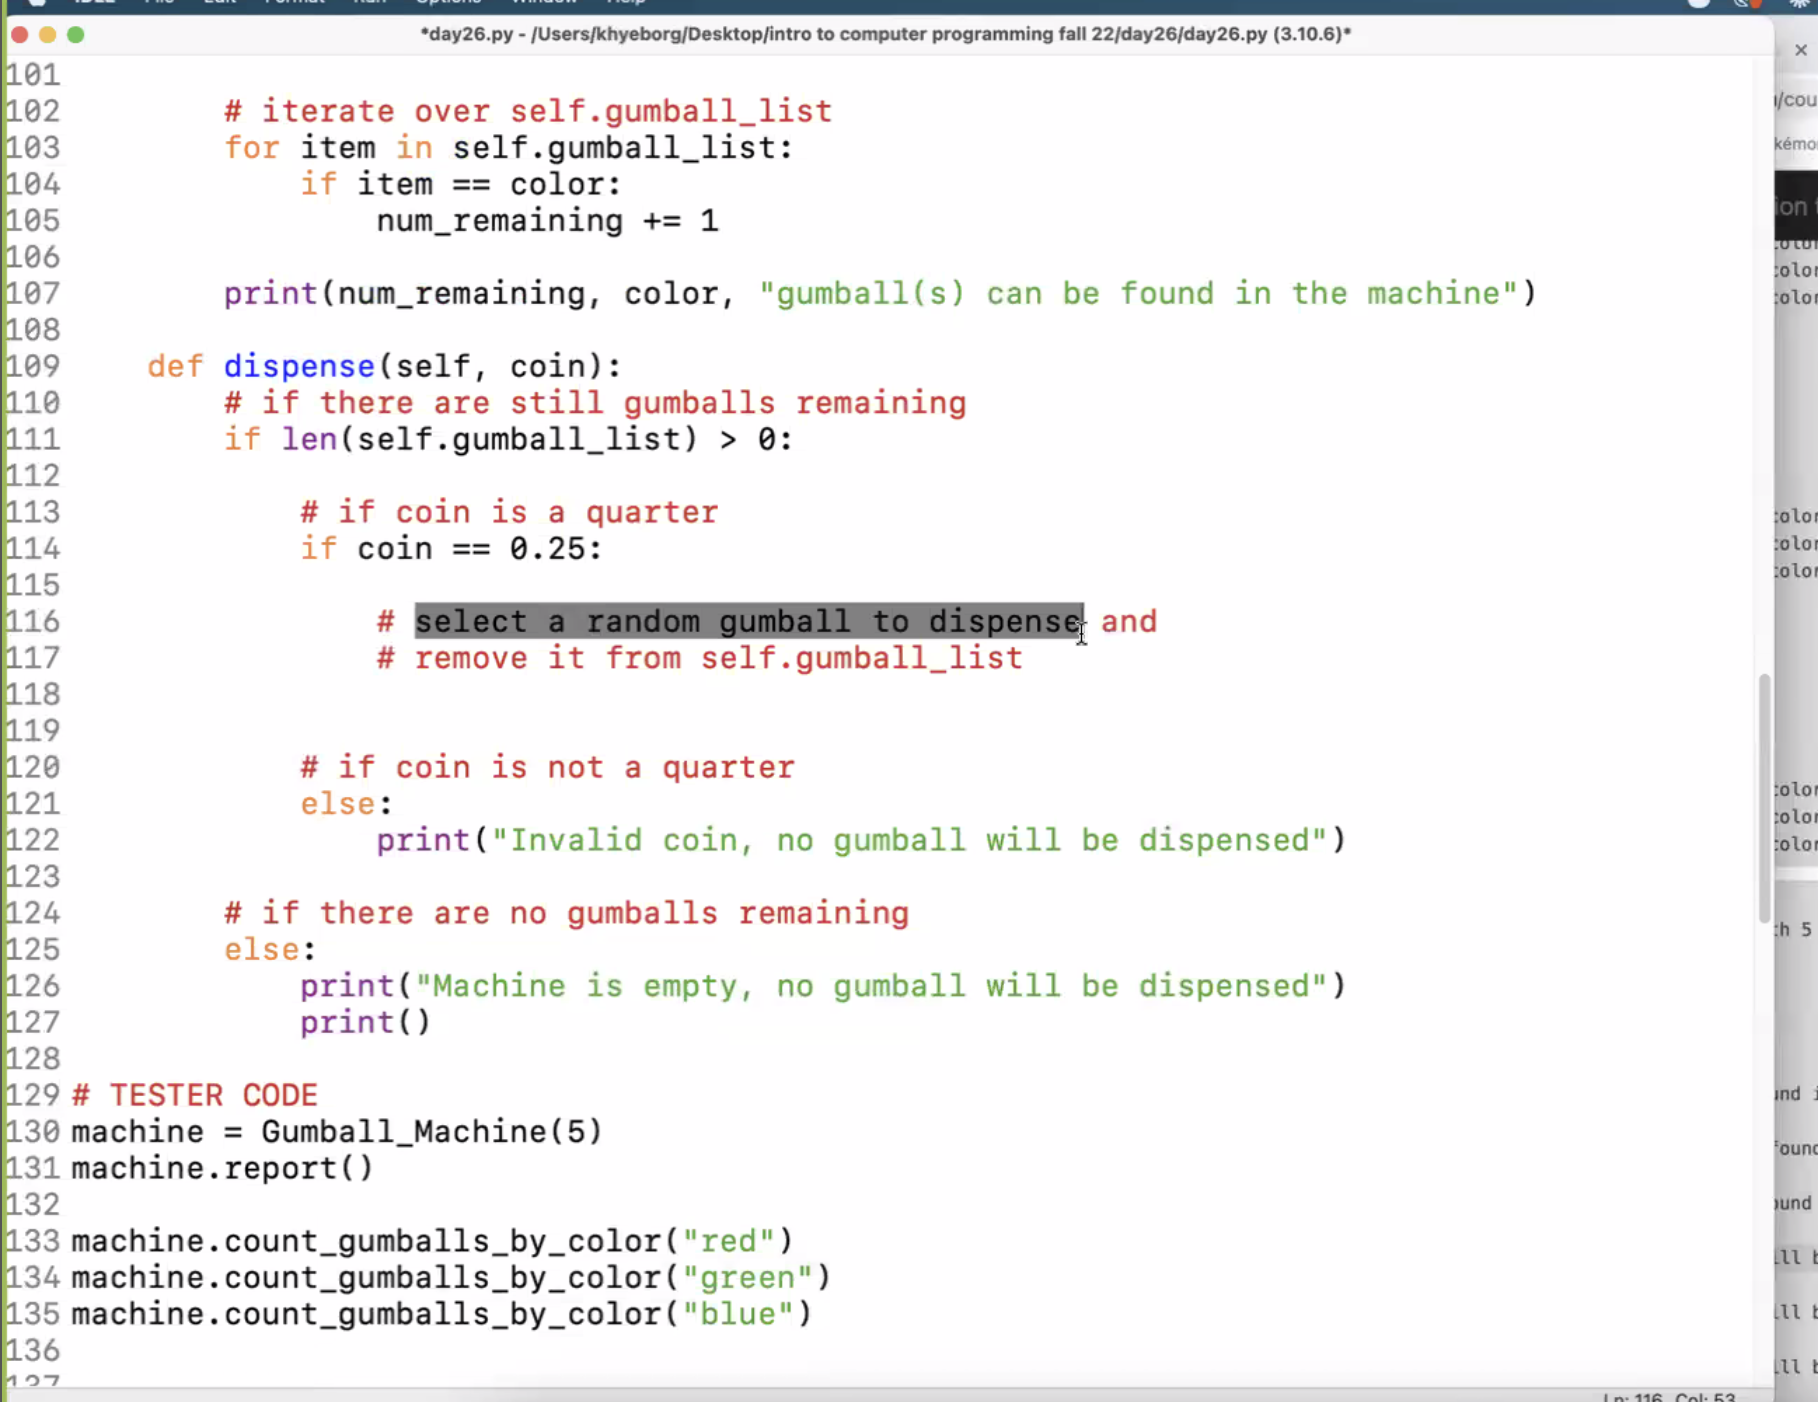 *day26.py - /Users/khyeborg/Desktop/intro to computer programming fall 22/day26/day26.py (3.10.6)*
101
102 # iterate over self.gumball_list
103 for item in self.gumball_list:
104 if item == color:
105 num_remaining += 1
106
107 print(num_remaining, color, "gumball(s) can be found in the machine")
108
109 def dispense(self, coin):
110 # if there are still gumballs remaining
111 if len(self.gumball_list) > 0:
112
113 # if coin is a quarter
114 if coin == 0.25:
115
116 # select a random gumball to dispense and
117 # remove it from self.gumball_list
118
119
120 # if coin is not a quarter
121 else:
122 print("Invalid coin, no gumball will be dispensed")
123
124 # if there are no gumballs remaining
125 else:
126 print("Machine is empty, no gumball will be dispensed")
127 print()
128
129 # TESTER CODE
130 machine = Gumball_Machine(5)
131 machine.report()
132
133 machine.count_gumballs_by_color("red")
134 machine.count_gumballs_by_color("green")
135 machine.count_gumballs_by_color("blue")
136
137
Ln: 116 Col: 53